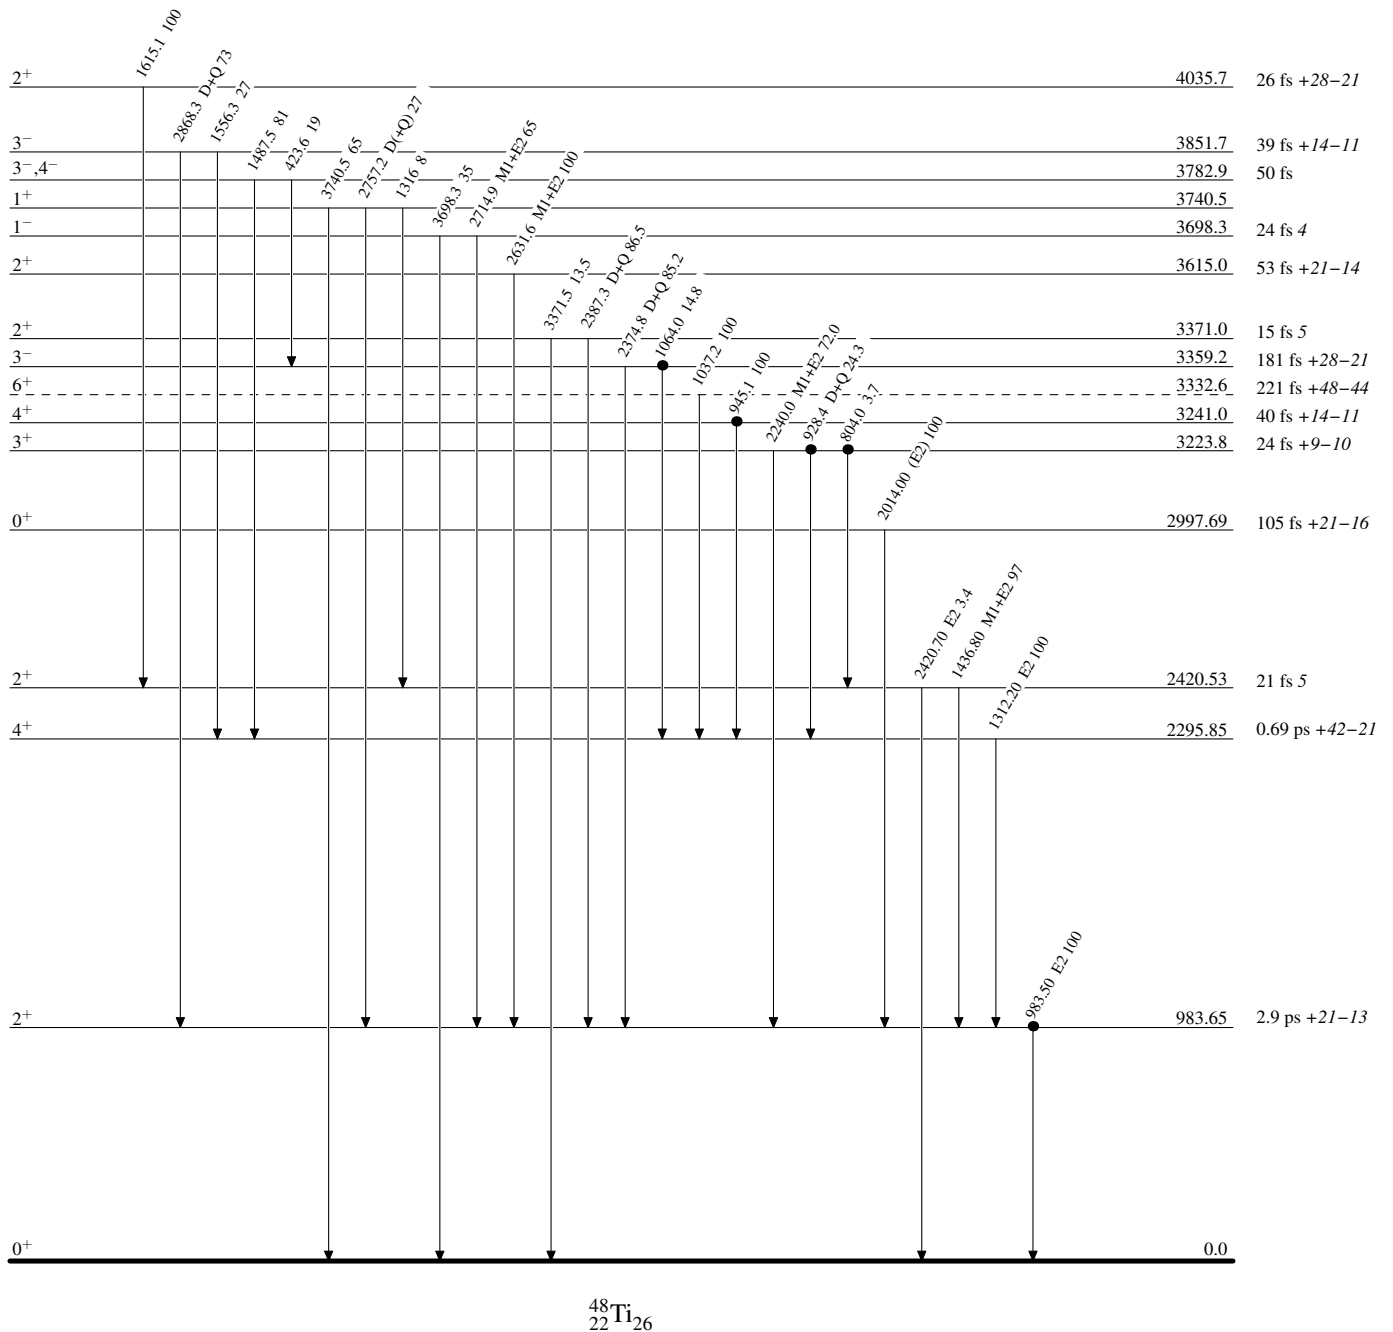 1615.1 100
2868.3 D+Q 73
1556.3 27
1487.5 81
423.6 19
3740.5 65
2757.2 D(+Q) 27
1316 8
3698.3 35
2714.9 M1+E2 65
2631.6 M1+E2 100
3371.5 13.5
2387.3 D+Q 86.5
2374.8 D+Q 85.2
1064.0 14.8
1037.2 100
945.1 100
2240.0 M1+E2 72.0
928.4 D+Q 24.3
804.0 3.7
2014.00 (E2) 100
2420.70 E2 3.4
1436.80 M1+E2 97
1312.20 E2 100
983.50 E2 100
2⁺ 4035.7 26 fs +28−21
3⁻ 3851.7 39 fs +14−11
3⁻,4⁻ 3782.9 50 fs
1⁺ 3740.5
1⁻ 3698.3 24 fs 4
2⁺ 3615.0 53 fs +21−14
2⁺ 3371.0 15 fs 5
3⁻ 3359.2 181 fs +28−21
6⁺ 3332.6 221 fs +48−44
4⁺ 3241.0 40 fs +14−11
3⁺ 3223.8 24 fs +9−10
0⁺ 2997.69 105 fs +21−16
2⁺ 2420.53 21 fs 5
4⁺ 2295.85 0.69 ps +42−21
2⁺ 983.65 2.9 ps +21−13
0⁺ 0.0
⁴⁸₂₂Ti₂₆